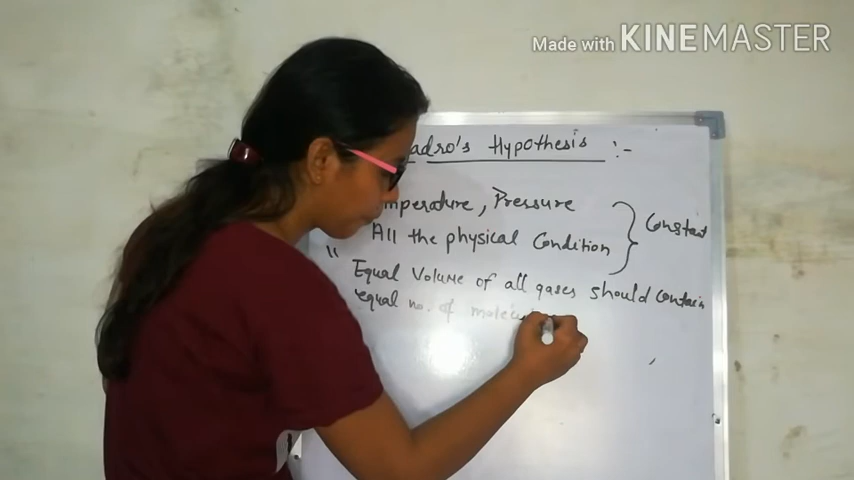 Made with KINEMASTER
adro's Hypothesis :-
mperature, Pressure
All the physical Condition } Constant
" Equal Volume of all gases should contain
equal no. of molecul